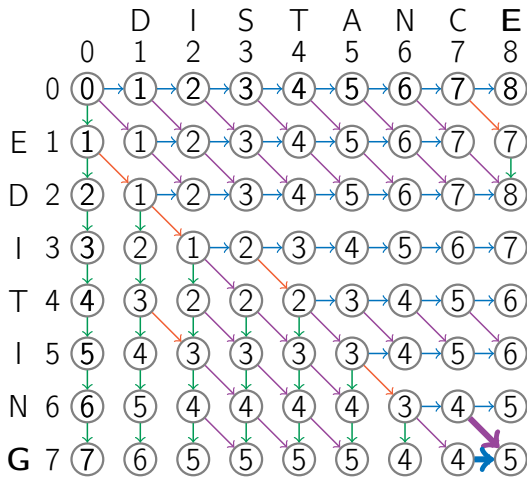 D I S T A N C E
0 1 2 3 4 5 6 7 8
0 0 1 2 3 4 5 6 7 8
E 1 1 1 2 3 4 5 6 7 7
D 2 2 1 2 3 4 5 6 7 8
I 3 3 2 1 2 3 4 5 6 7
T 4 4 3 2 2 2 3 4 5 6
I 5 5 4 3 3 3 3 4 5 6
N 6 6 5 4 4 4 4 3 4 5
G 7 7 6 5 5 5 5 4 4 5